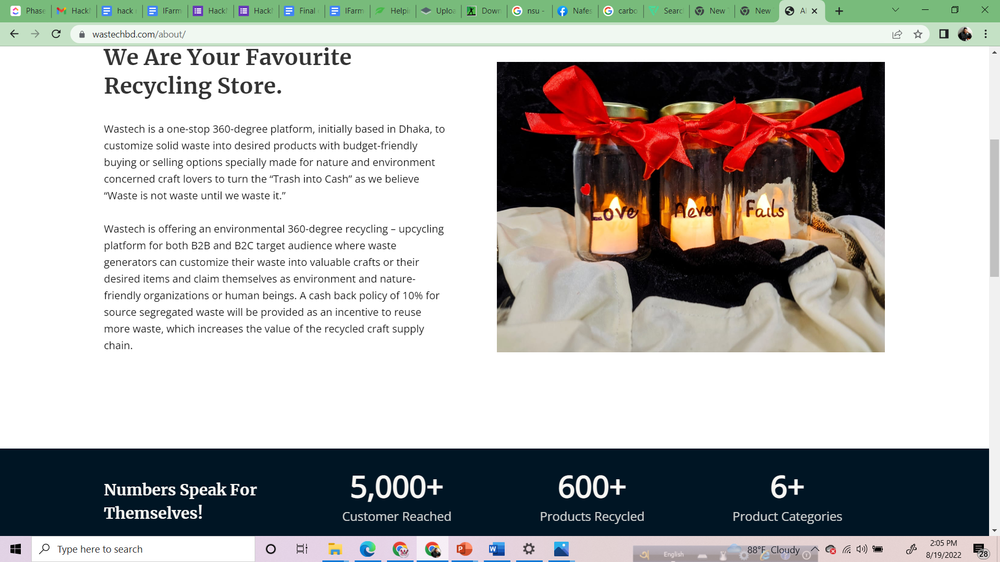 Phase
HackN
hack
IFarm
HackN
HackN
Final
IFarm
Helpin
Uploa
Down
nsu -
Nafes
carbo
Searc
New
New
wastechbd.com/about/
We Are Your Favourite
Recycling Store.
Wastech is a one-stop 360-degree platform, initially based in Dhaka, to
customize solid waste into desired products with budget-friendly
buying or selling options specially made for nature and environment
concerned craft lovers to turn the “Trash into Cash” as we believe
“Waste is not waste until we waste it.”
Wastech is offering an environmental 360-degree recycling – upcycling
platform for both B2B and B2C target audience where waste
generators can customize their waste into valuable crafts or their
desired items and claim themselves as environment and nature-
friendly organizations or human beings. A cash back policy of 10% for
source segregated waste will be provided as an incentive to reuse
more waste, which increases the value of the recycled craft supply
chain.
Love Never Fails
Numbers Speak For
Themselves!
5,000+
Customer Reached
600+
Products Recycled
6+
Product Categories
Type here to search
অ
English
88°F Cloudy
2:05 PM
8/19/2022
28